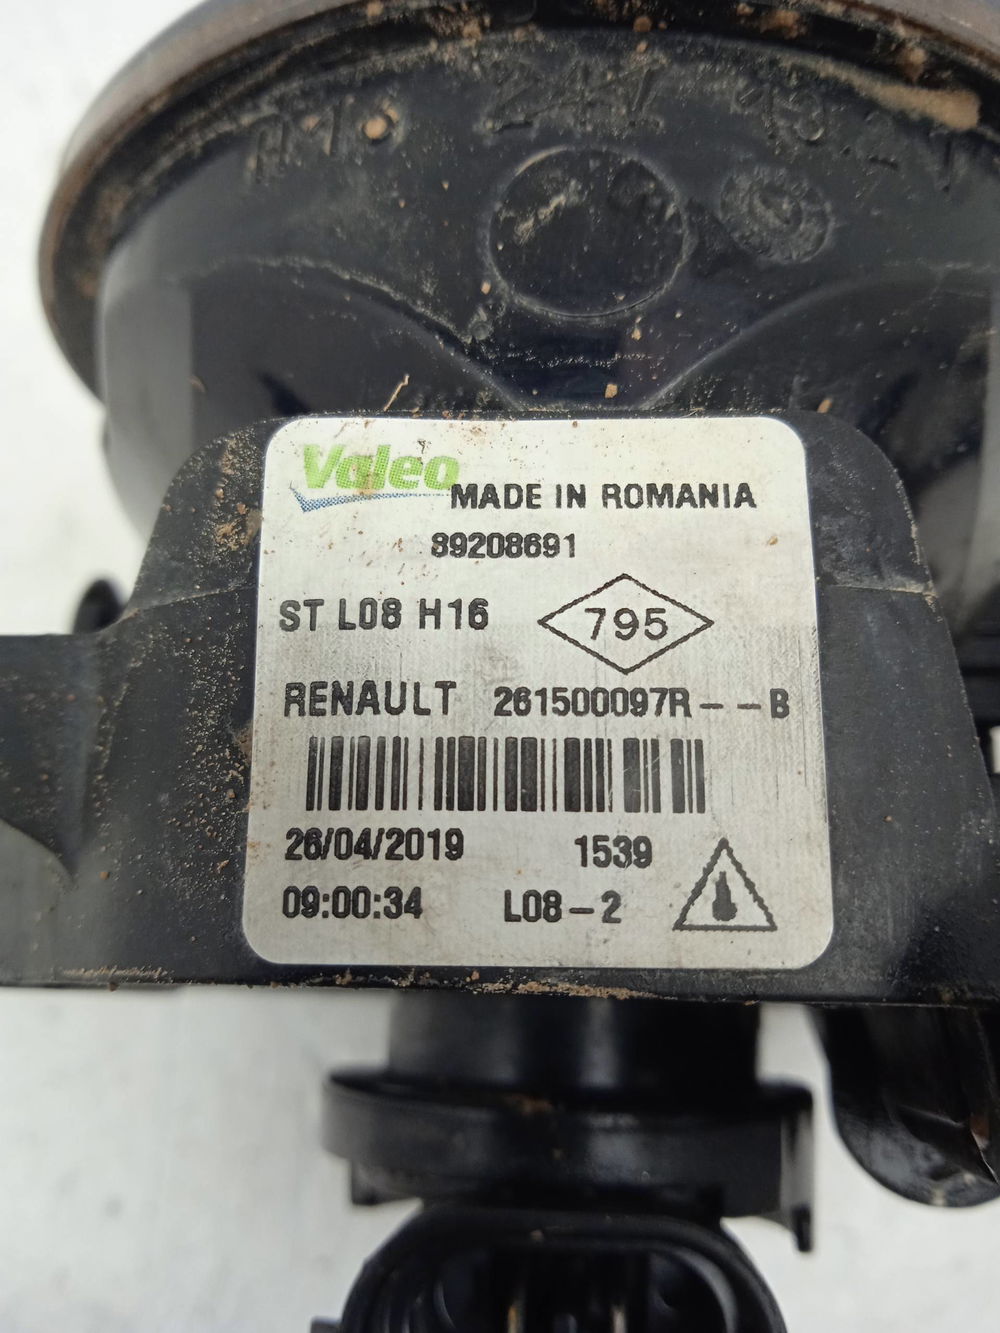 Valeo
MADE IN ROMANIA
89208691
ST L08 H16
795
RENAULT 261500097R--B
26/04/2019 1539
09:00:34 L08-2